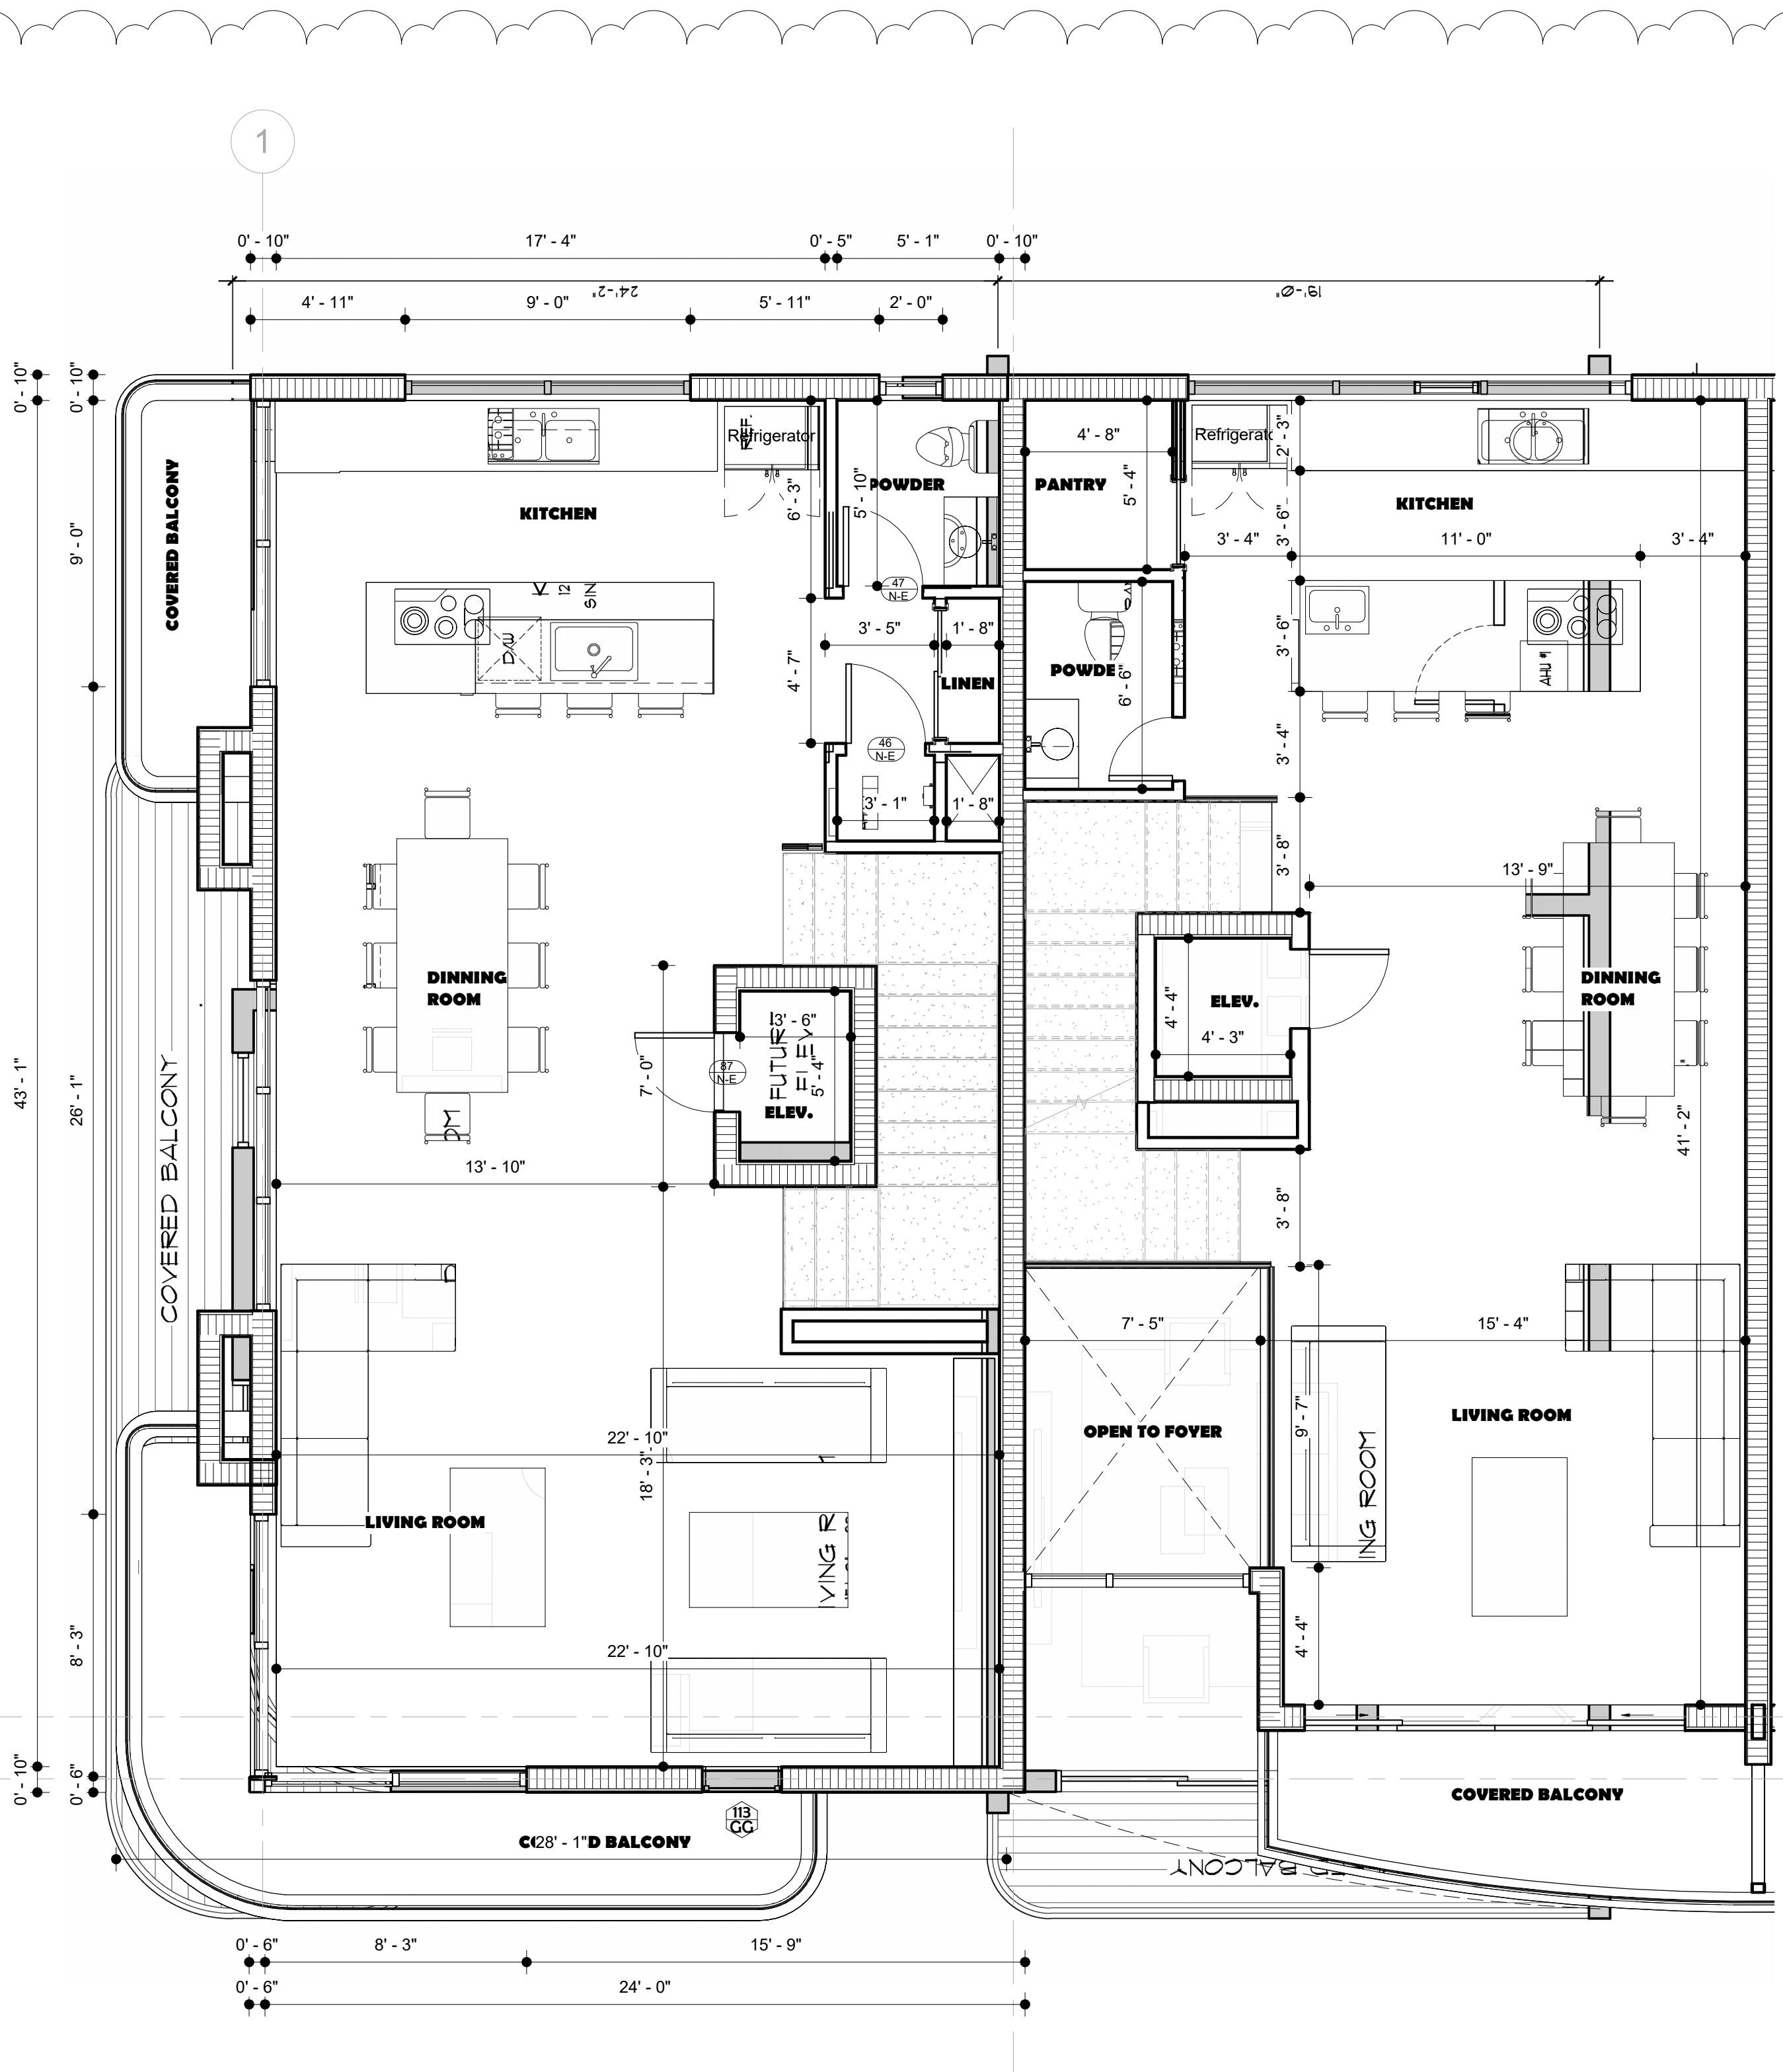 1
0' - 10"
17' - 4"
0' - 5"
5' - 1"
0' - 10"
24'-2"
19'-0"
4' - 11"
9' - 0"
5' - 11"
2' - 0"
0' - 10"
0' - 10"
9' - 0"
43' - 1"
26' - 1"
8' - 3"
0' - 10"
0' - 6"
COVERED BALCONY
COVERED BALCONY
REF.
Refrigerator
KITCHEN
6' - 3"
5' - 10"
POWDER
47
N-E
12
SIN
D/W
3' - 5"
1' - 8"
4' - 7"
LINEN
46
N-E
3' - 1"
1' - 8"
PANTRY
4' - 8"
5' - 4"
Refrigerato
2' - 3"
KITCHEN
3' - 6"
3' - 4"
11' - 0"
3' - 4"
POWDE
6' - 6"
3' - 6"
AHU #1
3' - 4"
3' - 8"
13' - 9"
DINNING
ROOM
DINNING
ROOM
3' - 6"
7' - 0"
87
N-E
5' - 4"
ELEV.
13' - 10"
4' - 4"
ELEV.
4' - 3"
41' - 2"
3' - 8"
7' - 5"
15' - 4"
OPEN TO FOYER
9' - 7"
LIVING ROOM
ING ROOM
22' - 10"
18' - 3"
LIVING ROOM
VING R
22' - 10"
4' - 4"
COVERED BALCONY
113
GG
28' - 1"
D BALCONY
BALCONY
0' - 6"
8' - 3"
15' - 9"
0' - 6"
24' - 0"